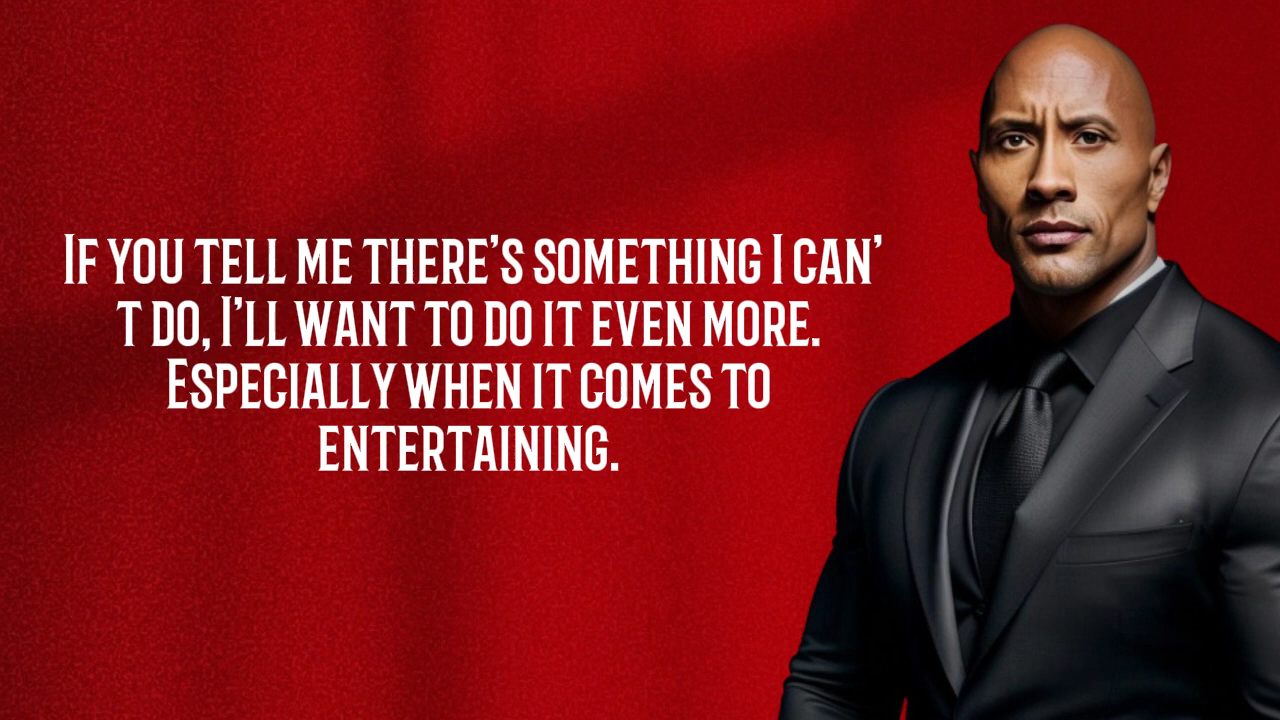 If you tell me there’s something I can’
t do, I’ll want to do it even more.
Especially when it comes to
entertaining.